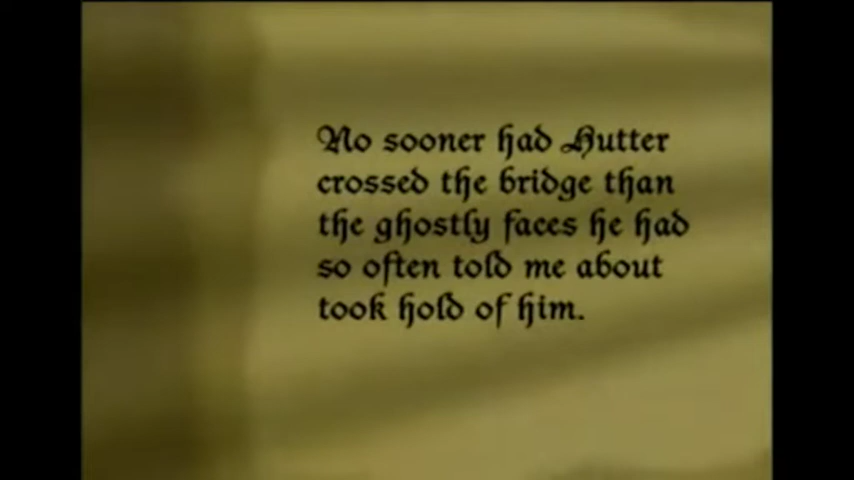 No sooner had Hutter
crossed the bridge than
the ghostly faces he had
so often told me about
took hold of him.